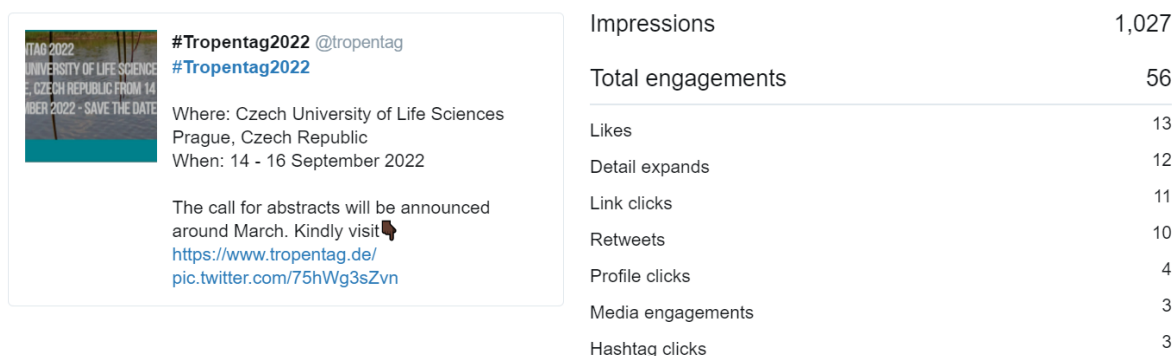 TAG 2022
UNIVERSITY OF LIFE SCIENCE
, CZECH REPUBLIC FROM 14
BER 2022 - SAVE THE DATE
#Tropentag2022 @tropentag
#Tropentag2022
Where: Czech University of Life Sciences
Prague, Czech Republic
When: 14 - 16 September 2022
The call for abstracts will be announced
around March. Kindly visit👇🏿
https://www.tropentag.de/
pic.twitter.com/75hWg3sZvn
Impressions 1,027
Total engagements 56
Likes 13
Detail expands 12
Link clicks 11
Retweets 10
Profile clicks 4
Media engagements 3
Hashtag clicks 3